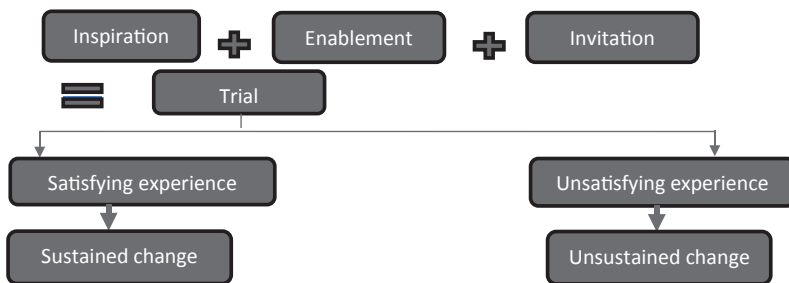 Inspiration
Enablement
Invitation
Trial
Satisfying experience
Unsatisfying experience
Sustained change
Unsustained change